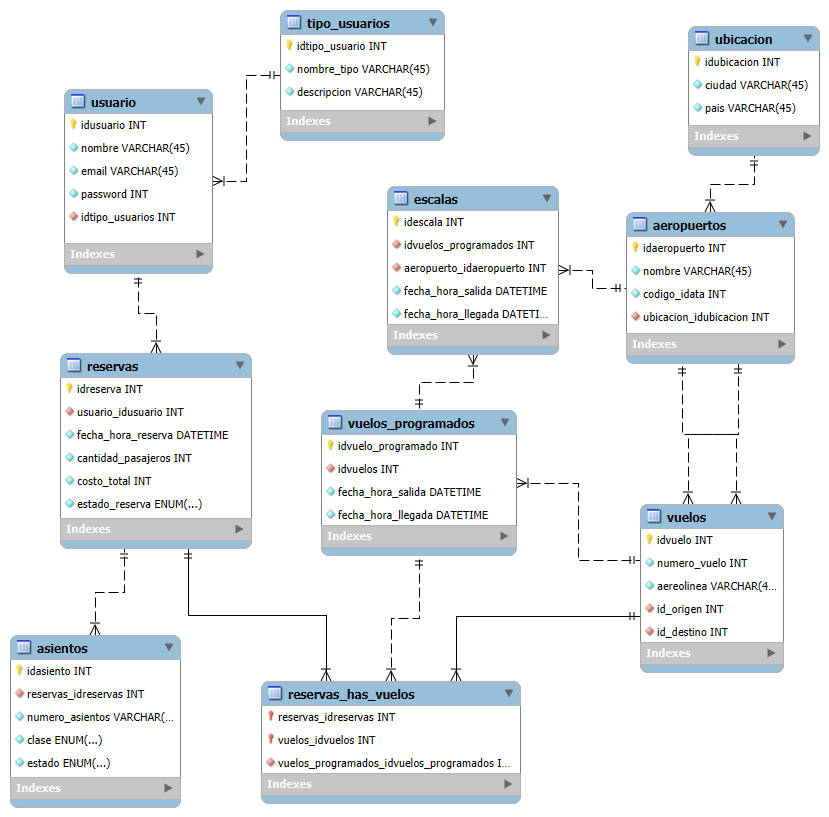 tipo_usuarios
idtipo_usuario INT
nombre_tipo VARCHAR(45)
descripcion VARCHAR(45)
Indexes
ubicacion
idubicacion INT
ciudad VARCHAR(45)
pais VARCHAR(45)
Indexes
usuario
idusuario INT
nombre VARCHAR(45)
email VARCHAR(45)
password INT
idtipo_usuarios INT
Indexes
escalas
idescala INT
idvuelos_programados INT
aeropuerto_idaeropuerto INT
fecha_hora_salida DATETIME
fecha_hora_llegada DATETI...
Indexes
aeropuertos
idaeropuerto INT
nombre VARCHAR(45)
codigo_idata INT
ubicacion_idubicacion INT
Indexes
reservas
idreserva INT
usuario_idusuario INT
fecha_hora_reserva DATETIME
cantidad_pasajeros INT
costo_total INT
estado_reserva ENUM(...)
Indexes
vuelos_programados
idvuelo_programado INT
idvuelos INT
fecha_hora_salida DATETIME
fecha_hora_llegada DATETIME
Indexes
vuelos
idvuelo INT
numero_vuelo INT
aereolinea VARCHAR(4...
id_origen INT
id_destino INT
Indexes
asientos
idasiento INT
reservas_idreservas INT
numero_asientos VARCHAR(...
clase ENUM(...)
estado ENUM(...)
Indexes
reservas_has_vuelos
reservas_idreservas INT
vuelos_idvuelos INT
vuelos_programados_idvuelos_programados I...
Indexes